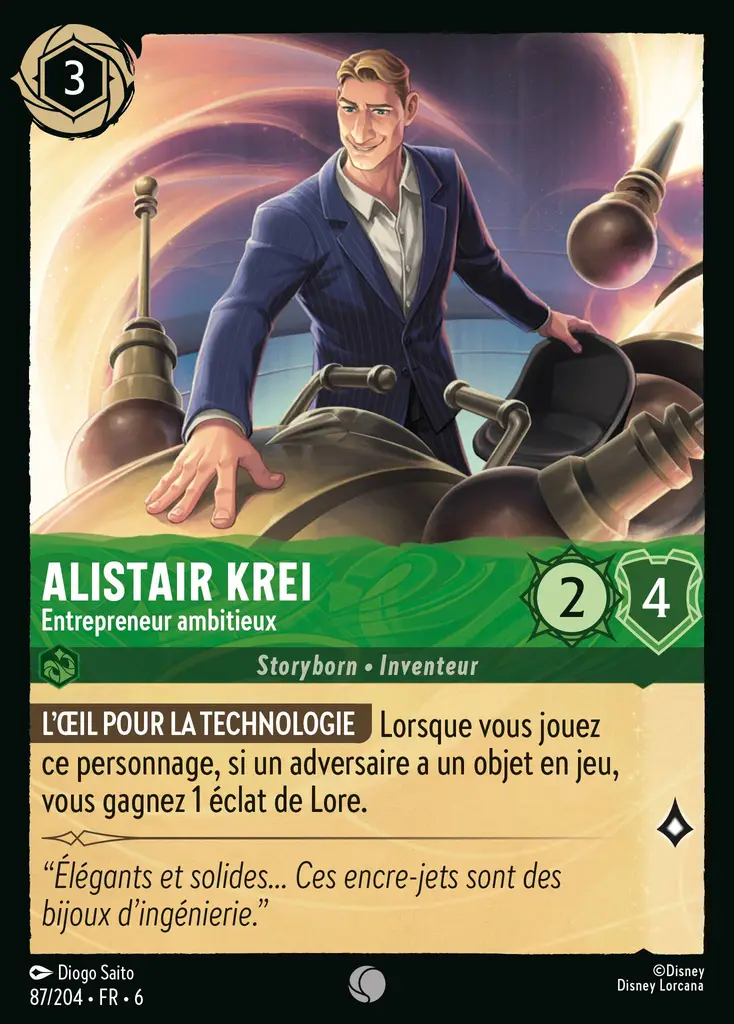 3
ALISTAIR KREI
Entrepreneur ambitieux
2
4
Storyborn • Inventeur
L'ŒIL POUR LA TECHNOLOGIE Lorsque vous jouez
ce personnage, si un adversaire a un objet en jeu,
vous gagnez 1 éclat de Lore.
“Élégants et solides... Ces encre-jets sont des
bijoux d'ingénierie.”
Diogo Saito
©Disney
87/204 • FR • 6
Disney Lorcana